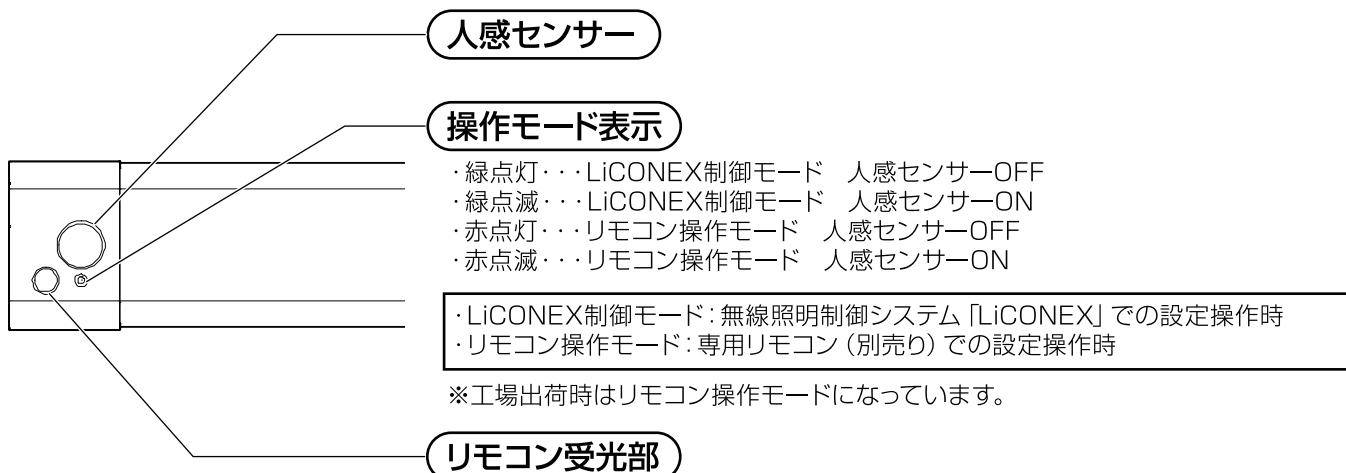 人感センサー
操作モード表示
・緑点灯・・・LiCONEX制御モード　人感センサーOFF
・緑点滅・・・LiCONEX制御モード　人感センサーON
・赤点灯・・・リモコン操作モード　人感センサーOFF
・赤点滅・・・リモコン操作モード　人感センサーON
・LiCONEX制御モード：無線照明制御システム「LiCONEX」での設定操作時
・リモコン操作モード：専用リモコン（別売り）での設定操作時
※工場出荷時はリモコン操作モードになっています。
リモコン受光部